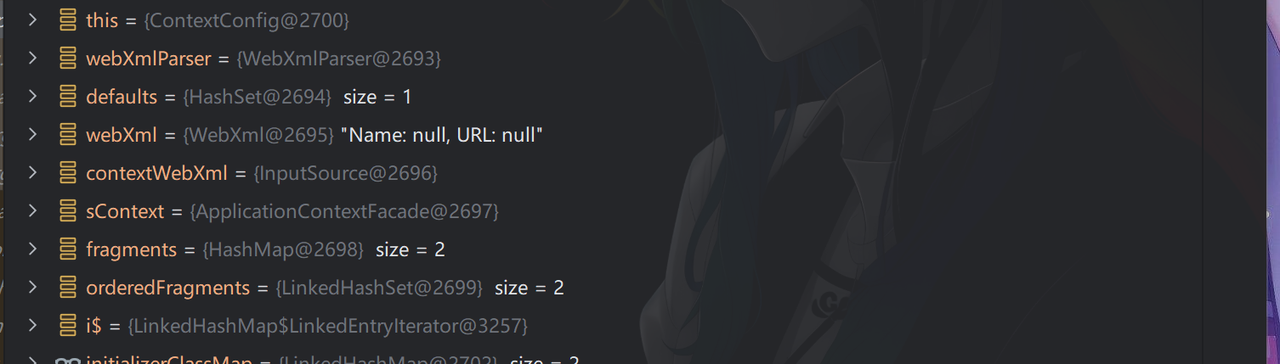 this = {ContextConfig@2700}
webXmlParser = {WebXmlParser@2693}
defaults = {HashSet@2694} size = 1
webXml = {WebXml@2695} "Name: null, URL: null"
contextWebXml = {InputSource@2696}
sContext = {ApplicationContextFacade@2697}
fragments = {HashMap@2698} size = 2
orderedFragments = {LinkedHashSet@2699} size = 2
i$ = {LinkedHashMap$LinkedEntryIterator@3257}
initializerClassMap = {LinkedHashMap@2702} size = 2